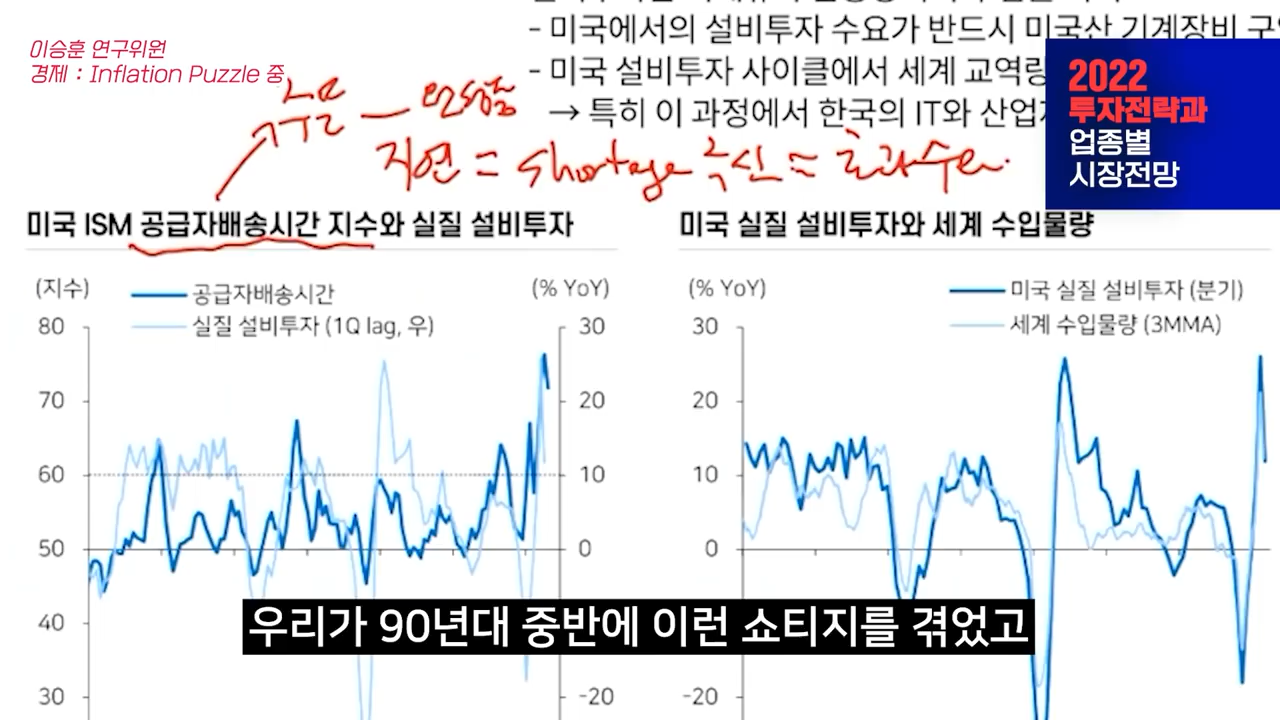 이승훈 연구위원
경제 : Inflation Puzzle 중
- 미국에서의 설비투자 수요가 반드시 미국산 기계장비
- 미국 설비투자 사이클에서 세계 교역량
→ 특히 이 과정에서 한국의 IT와
2022
투자전략과
업종별
시장전망
지연 = shortage 극심 = 초과수요
미국 ISM 공급자배송시간 지수와 실질 설비투자
(지수)
(% YoY)
공급자배송시간
실질 설비투자 (1Q lag, 우)
80
70
60
50
40
30
30
20
10
0
-20
미국 실질 설비투자와 세계 수입물량
(% YoY)
미국 실질 설비투자 (분기)
세계 수입물량 (3MMA)
30
20
10
0
-20
우리가 90년대 중반에 이런 쇼티지를 겪었고